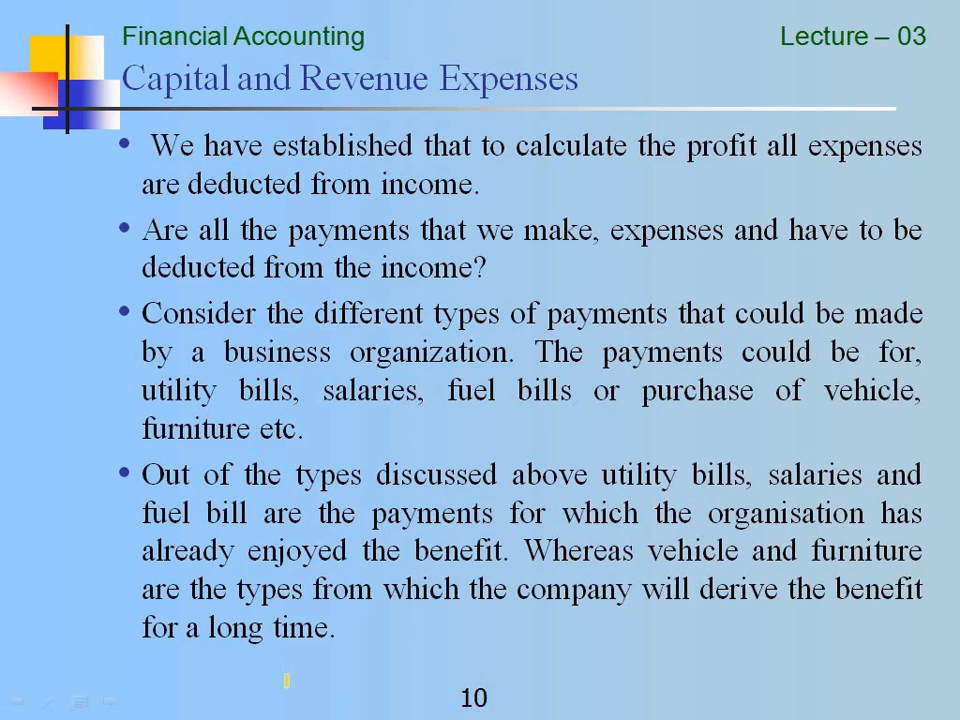 Financial Accounting
Lecture – 03
Capital and Revenue Expenses
• We have established that to calculate the profit all expenses
are deducted from income.
• Are all the payments that we make, expenses and have to be
deducted from the income?
• Consider the different types of payments that could be made
by a business organization. The payments could be for,
utility bills, salaries, fuel bills or purchase of vehicle,
furniture etc.
• Out of the types discussed above utility bills, salaries and
fuel bill are the payments for which the organisation has
already enjoyed the benefit. Whereas vehicle and furniture
are the types from which the company will derive the benefit
for a long time.
10